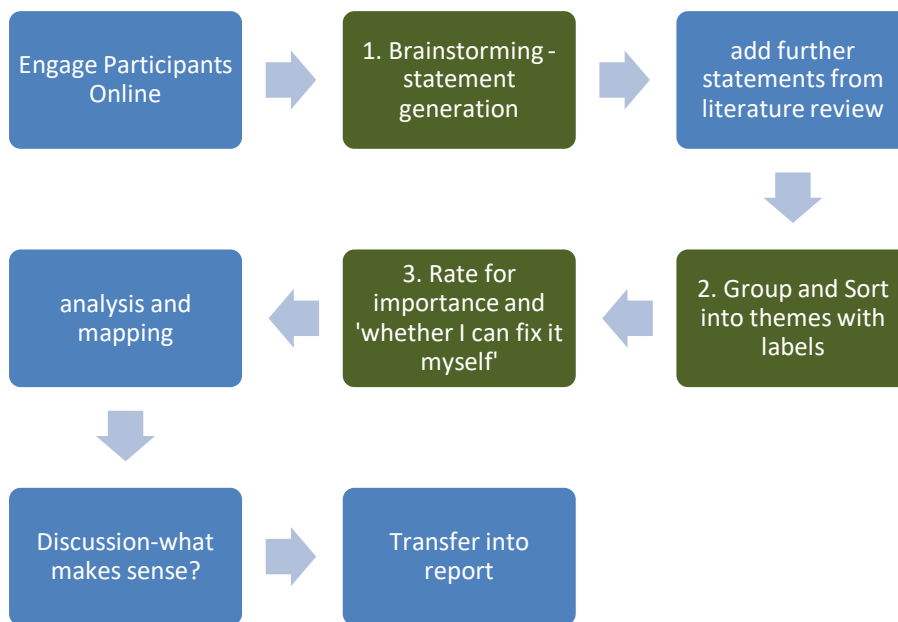 Engage Participants
Online
1. Brainstorming -
statement
generation
add further
statements from
literature review
2. Group and Sort
into themes with
labels
3. Rate for
importance and
'whether I can fix it
myself'
analysis and
mapping
Discussion-what
makes sense?
Transfer into
report